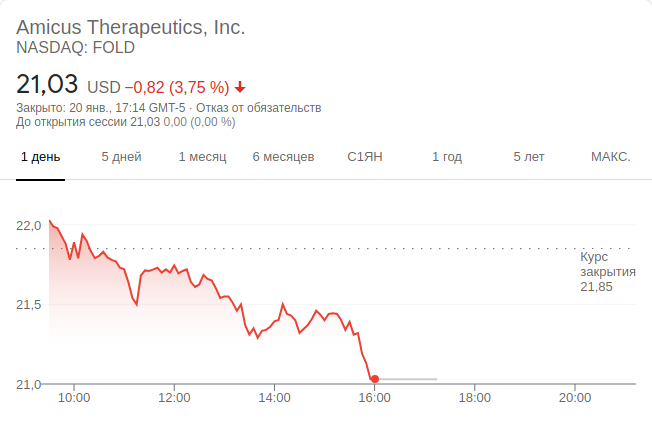 Amicus Therapeutics, Inc.
NASDAQ: FOLD
21,03 USD −0,82 (3,75 %)
Закрыто: 20 янв., 17:14 GMT-5 · Отказ от обязательств
До открытия сессии 21,03 0,00 (0,00 %)
1 день 5 дней 1 месяц 6 месяцев С1ЯН 1 год 5 лет МАКС.
22,0
Курс
закрытия
21,85
21,5
21,0
10:00 12:00 14:00 16:00 18:00 20:00